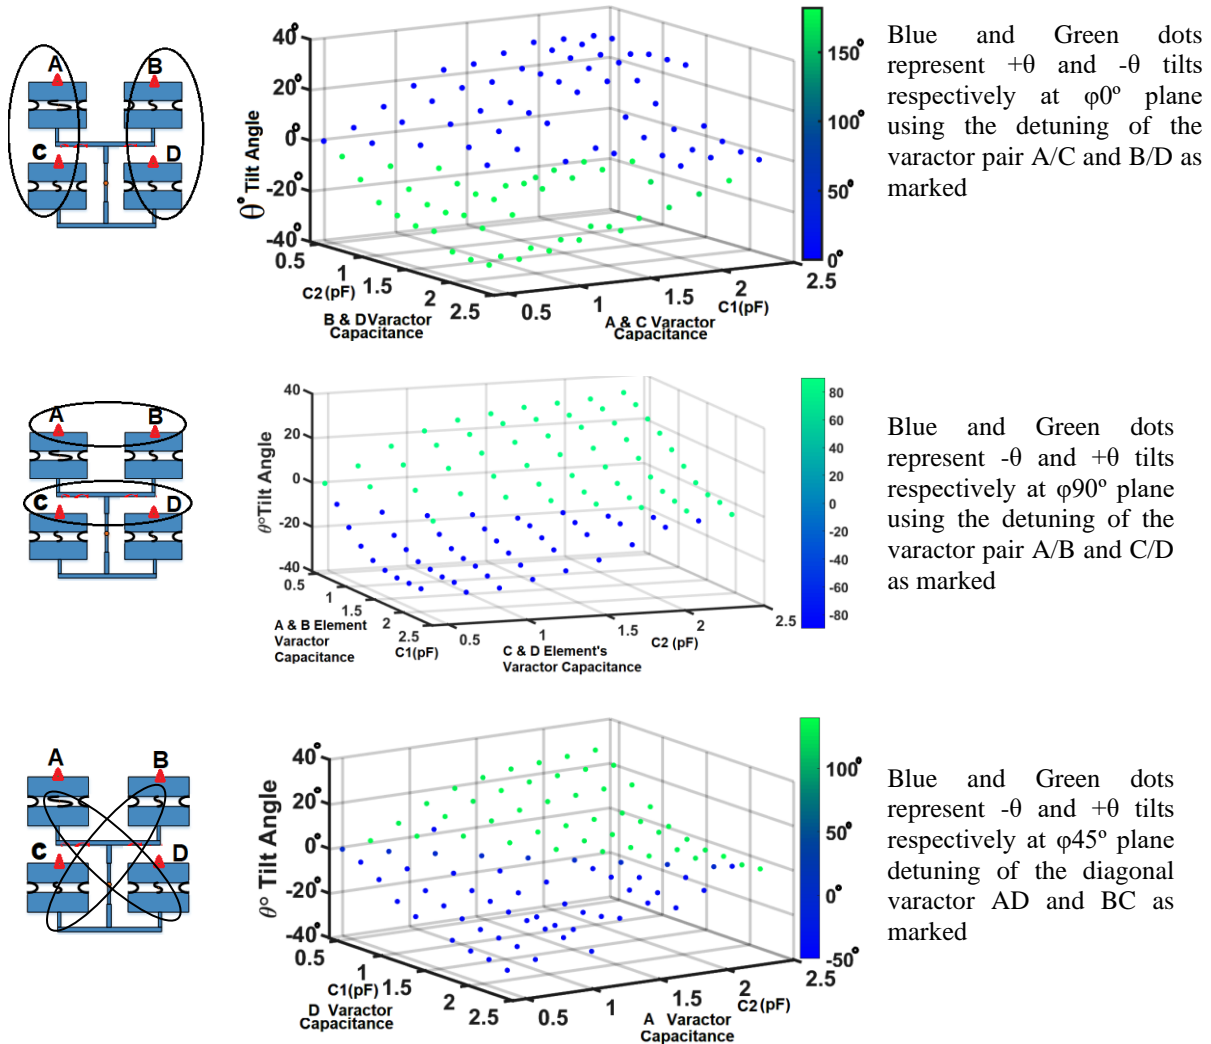 A
B
C
D
40°
20°
0°
-20°
-40°
θ° Tilt Angle
0.5
1
1.5
2
2.5
C2 (pF)
B & D Varactor
Capacitance
0.5
1
1.5
2
2.5
C1(pF)
A & C Varactor
Capacitance
150°
100°
50°
0°
Blue and Green dots
represent +θ and -θ tilts
respectively at φ0º plane
using the detuning of the
varactor pair A/C and B/D as
marked
A
B
C
D
40
20
0
-20
-40
θ° Tilt Angle
0.5
1
1.5
2
2.5
C1(pF)
A & B Element
Varactor
Capacitance
0.5
1
1.5
2
2.5
C2 (pF)
C & D Element's
Varactor Capacitance
80
60
40
20
0
-20
-40
-60
-80
Blue and Green dots
represent -θ and +θ tilts
respectively at φ90º plane
using the detuning of the
varactor pair A/B and C/D
as marked
A
B
C
D
40°
20°
0°
-20°
-40°
θ° Tilt Angle
0.5
1
1.5
2
2.5
C1(pF)
D Varactor
Capacitance
0.5
1
1.5
2
2.5
C2(pF)
A Varactor
Capacitance
100°
50°
0°
-50°
Blue and Green dots
represent -θ and +θ tilts
respectively at φ45º plane
detuning of the diagonal
varactor AD and BC as
marked